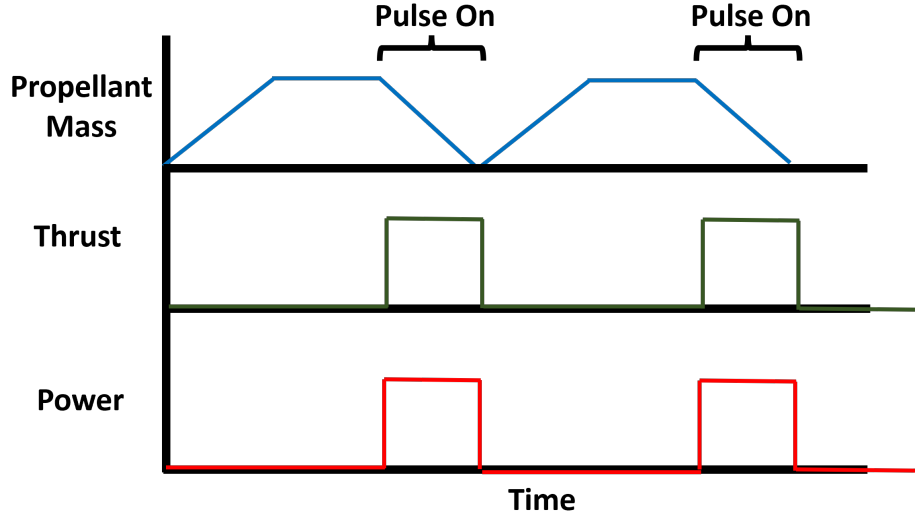 Pulse On
Pulse On
Propellant
Mass
Thrust
Power
Time